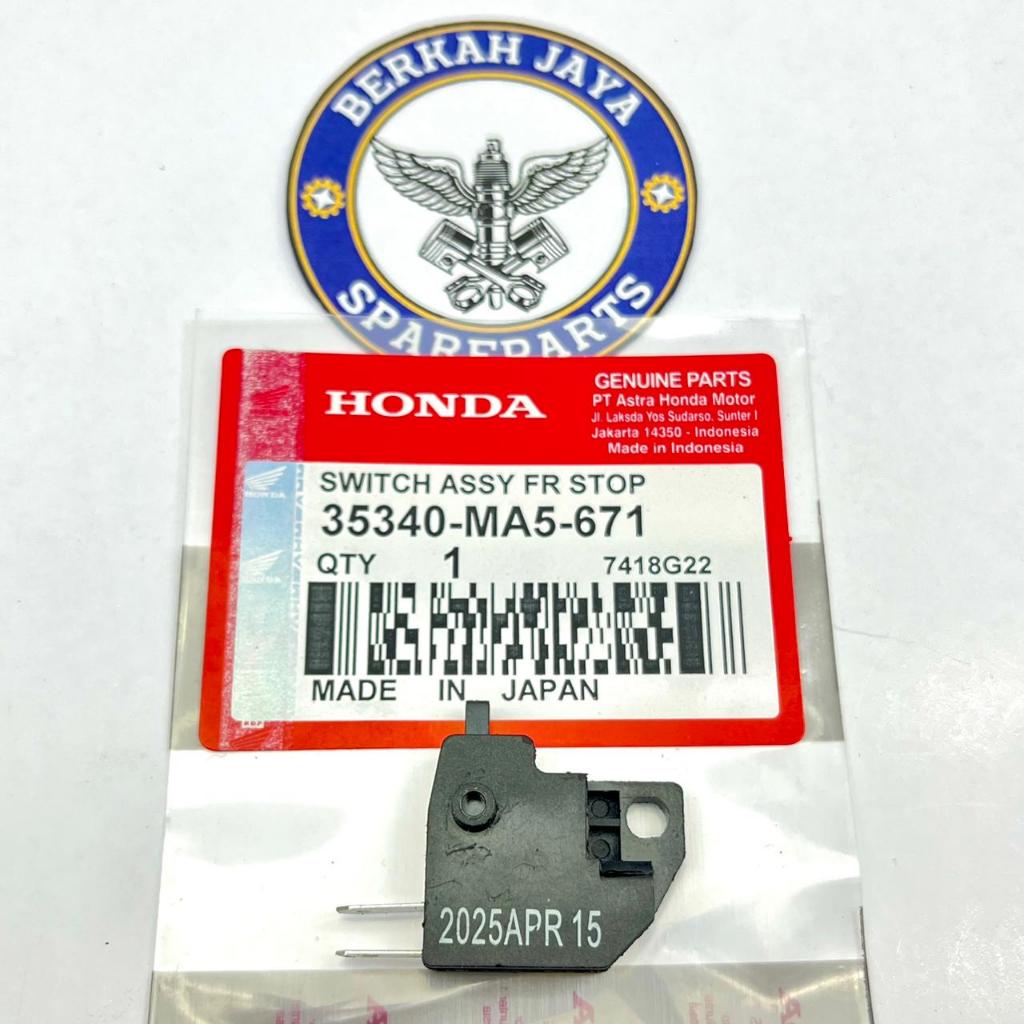 BERKAH JAYA
SPAREPARTS
HONDA
GENUINE PARTS
PT Astra Honda Motor
Jl. Laksda Yos Sudarso, Sunter I
Jakarta 14350 - Indonesia
Made in Indonesia
HONDA
SWITCH ASSY FR STOP
35340-MA5-671
QTY 1 7418G22
MADE IN JAPAN
2025APR 15